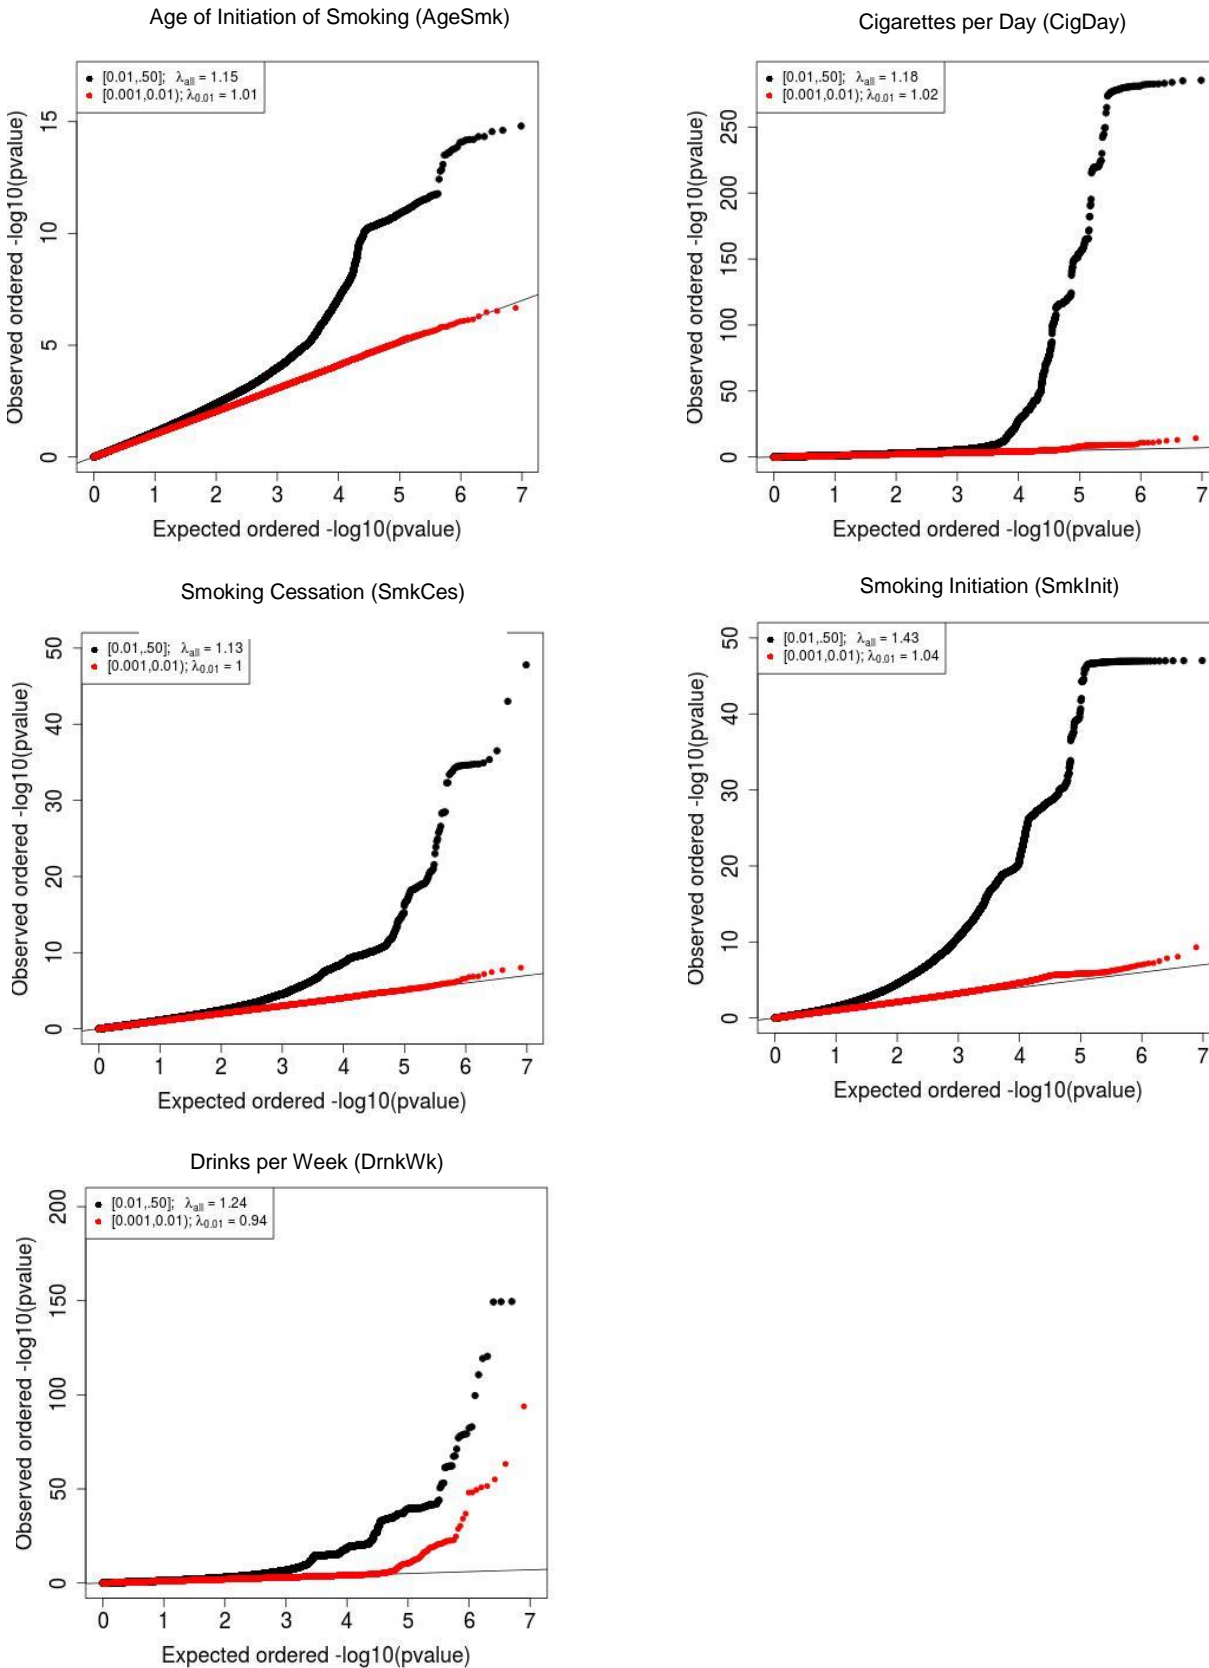 Age of Initiation of Smoking (AgeSmk)
[0.01,.50]; λall = 1.15
[0.001,0.01); λ0.01 = 1.01
Observed ordered -log10(pvalue)
15
10
5
0
0 1 2 3 4 5 6 7
Expected ordered -log10(pvalue)
Cigarettes per Day (CigDay)
[0.01,.50]; λall = 1.18
[0.001,0.01); λ0.01 = 1.02
Observed ordered -log10(pvalue)
250
200
150
100
50
0
0 1 2 3 4 5 6 7
Expected ordered -log10(pvalue)
Smoking Cessation (SmkCes)
[0.01,.50]; λall = 1.13
[0.001,0.01); λ0.01 = 1
Observed ordered -log10(pvalue)
50
40
30
20
10
0
0 1 2 3 4 5 6 7
Expected ordered -log10(pvalue)
Smoking Initiation (SmkInit)
[0.01,.50]; λall = 1.43
[0.001,0.01); λ0.01 = 1.04
Observed ordered -log10(pvalue)
50
40
30
20
10
0
0 1 2 3 4 5 6 7
Expected ordered -log10(pvalue)
Drinks per Week (DrnkWk)
[0.01,.50]; λall = 1.24
[0.001,0.01); λ0.01 = 0.94
Observed ordered -log10(pvalue)
200
150
100
50
0
0 1 2 3 4 5 6 7
Expected ordered -log10(pvalue)